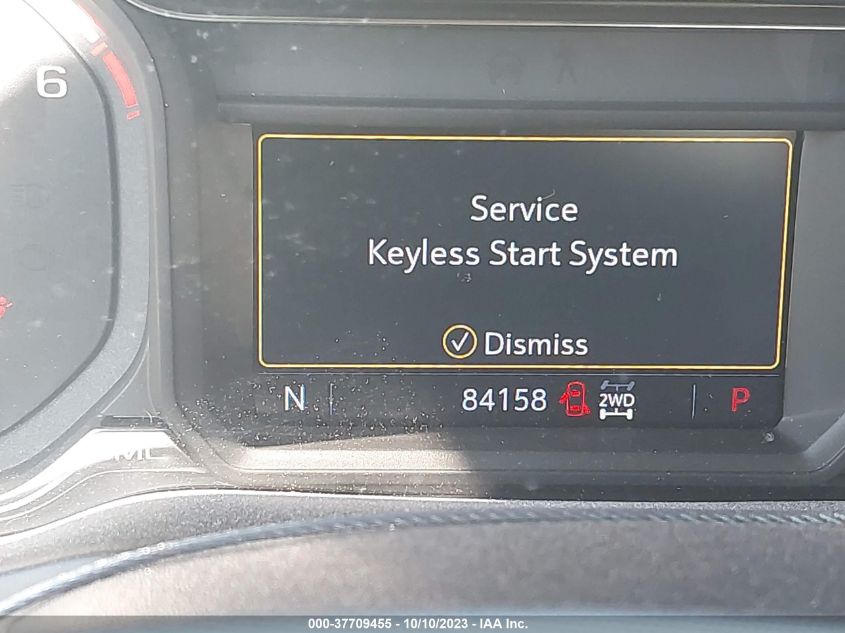 6
Service
Keyless Start System
Dismiss
N 84158 2WD P
000-37709455 - 10/10/2023 - IAA Inc.